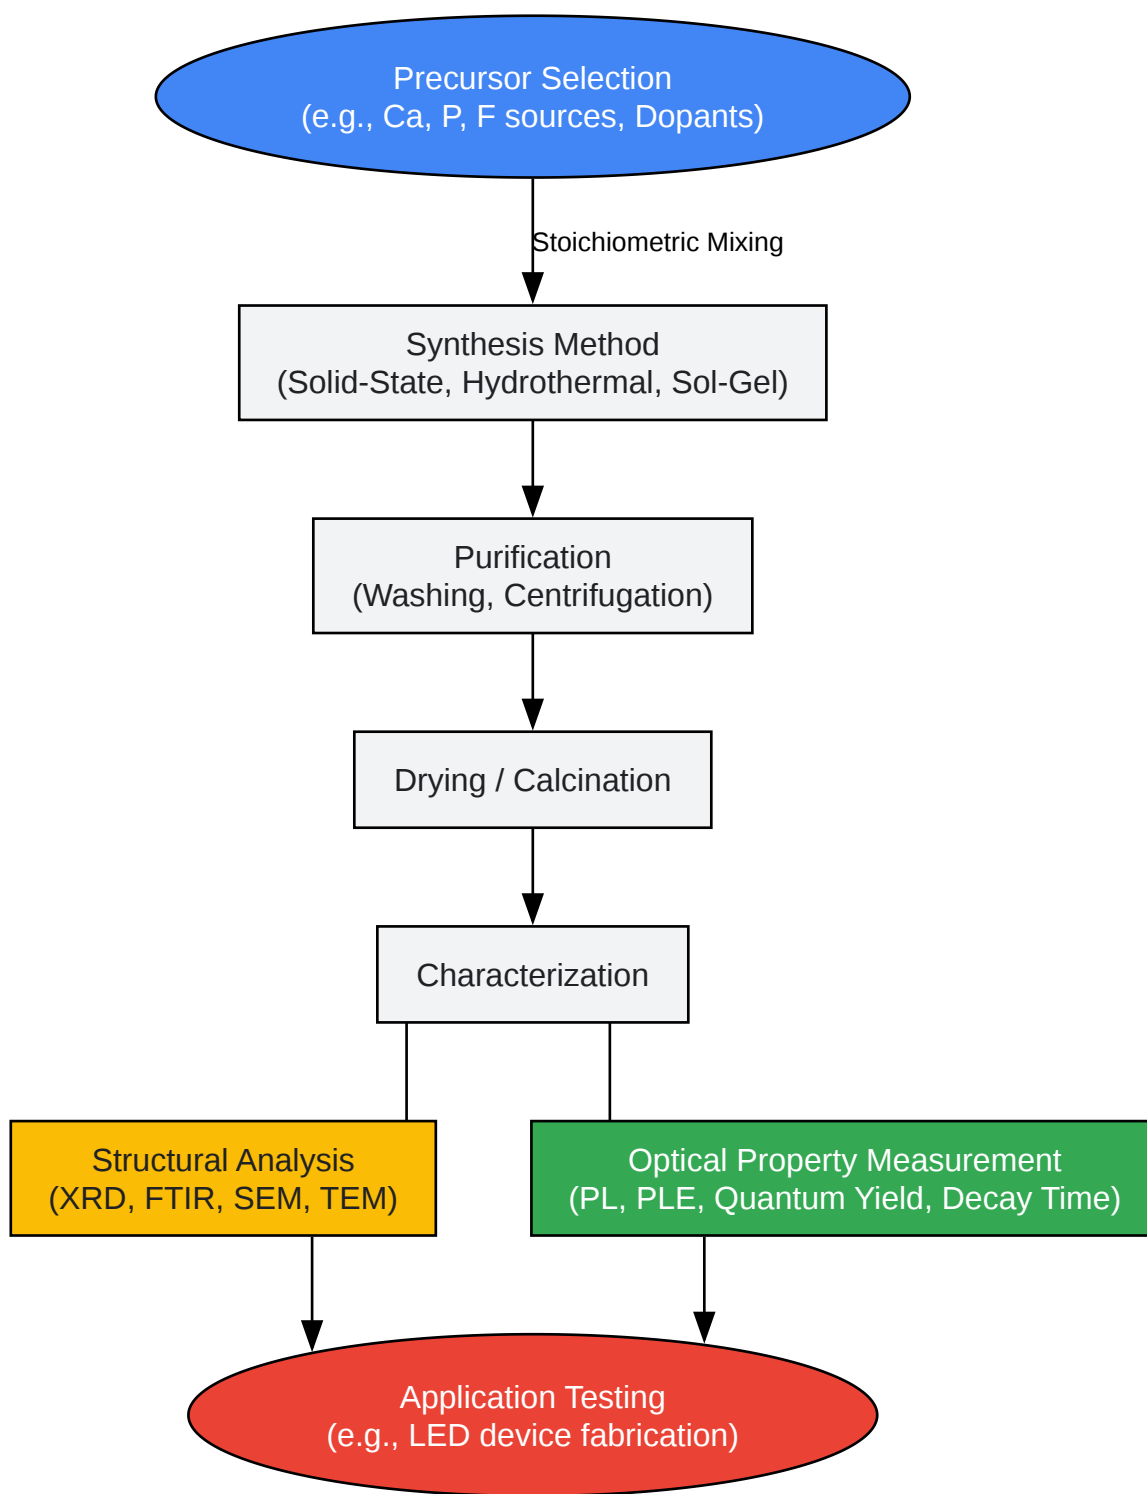 Precursor Selection
(e.g., Ca, P, F sources, Dopants)
Stoichiometric Mixing
Synthesis Method
(Solid-State, Hydrothermal, Sol-Gel)
Purification
(Washing, Centrifugation)
Drying / Calcination
Characterization
Structural Analysis
(XRD, FTIR, SEM, TEM)
Optical Property Measurement
(PL, PLE, Quantum Yield, Decay Time)
Application Testing
(e.g., LED device fabrication)